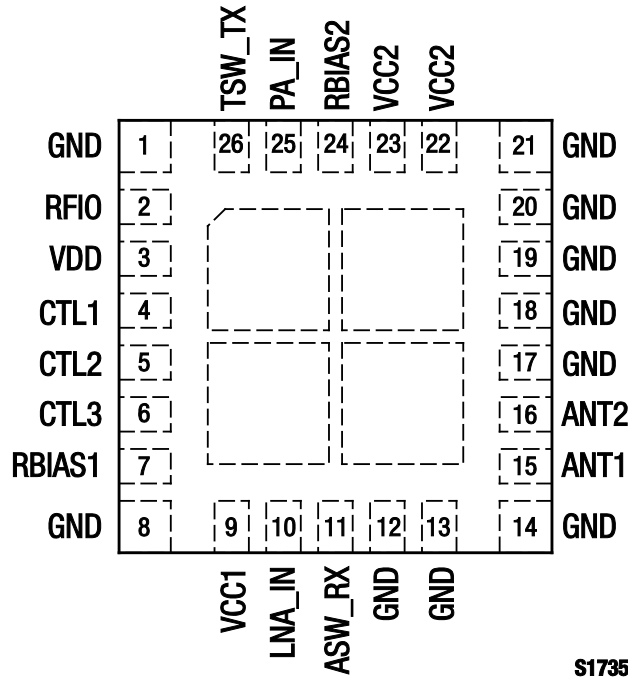 TSW_TX
PA_IN
RBIAS2
VCC2
VCC2
26 25 24 23 22
GND 1 21 GND
RFIO 2 20 GND
VDD 3 19 GND
CTL1 4 18 GND
CTL2 5 17 GND
CTL3 6 16 ANT2
RBIAS1 7 15 ANT1
GND 8 9 10 11 12 13 14 GND
VCC1
LNA_IN
ASW_RX
GND
GND
S1735